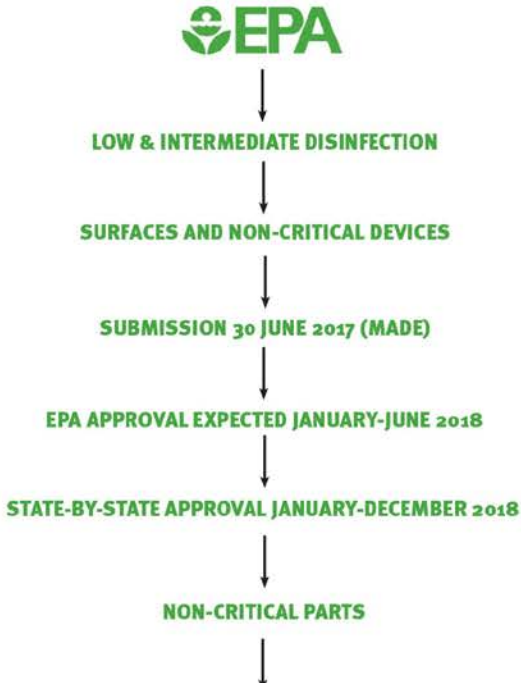 EPA
LOW & INTERMEDIATE DISINFECTION
SURFACES AND NON-CRITICAL DEVICES
SUBMISSION 30 JUNE 2017 (MADE)
EPA APPROVAL EXPECTED JANUARY-JUNE 2018
STATE-BY-STATE APPROVAL JANUARY-DECEMBER 2018
NON-CRITICAL PARTS